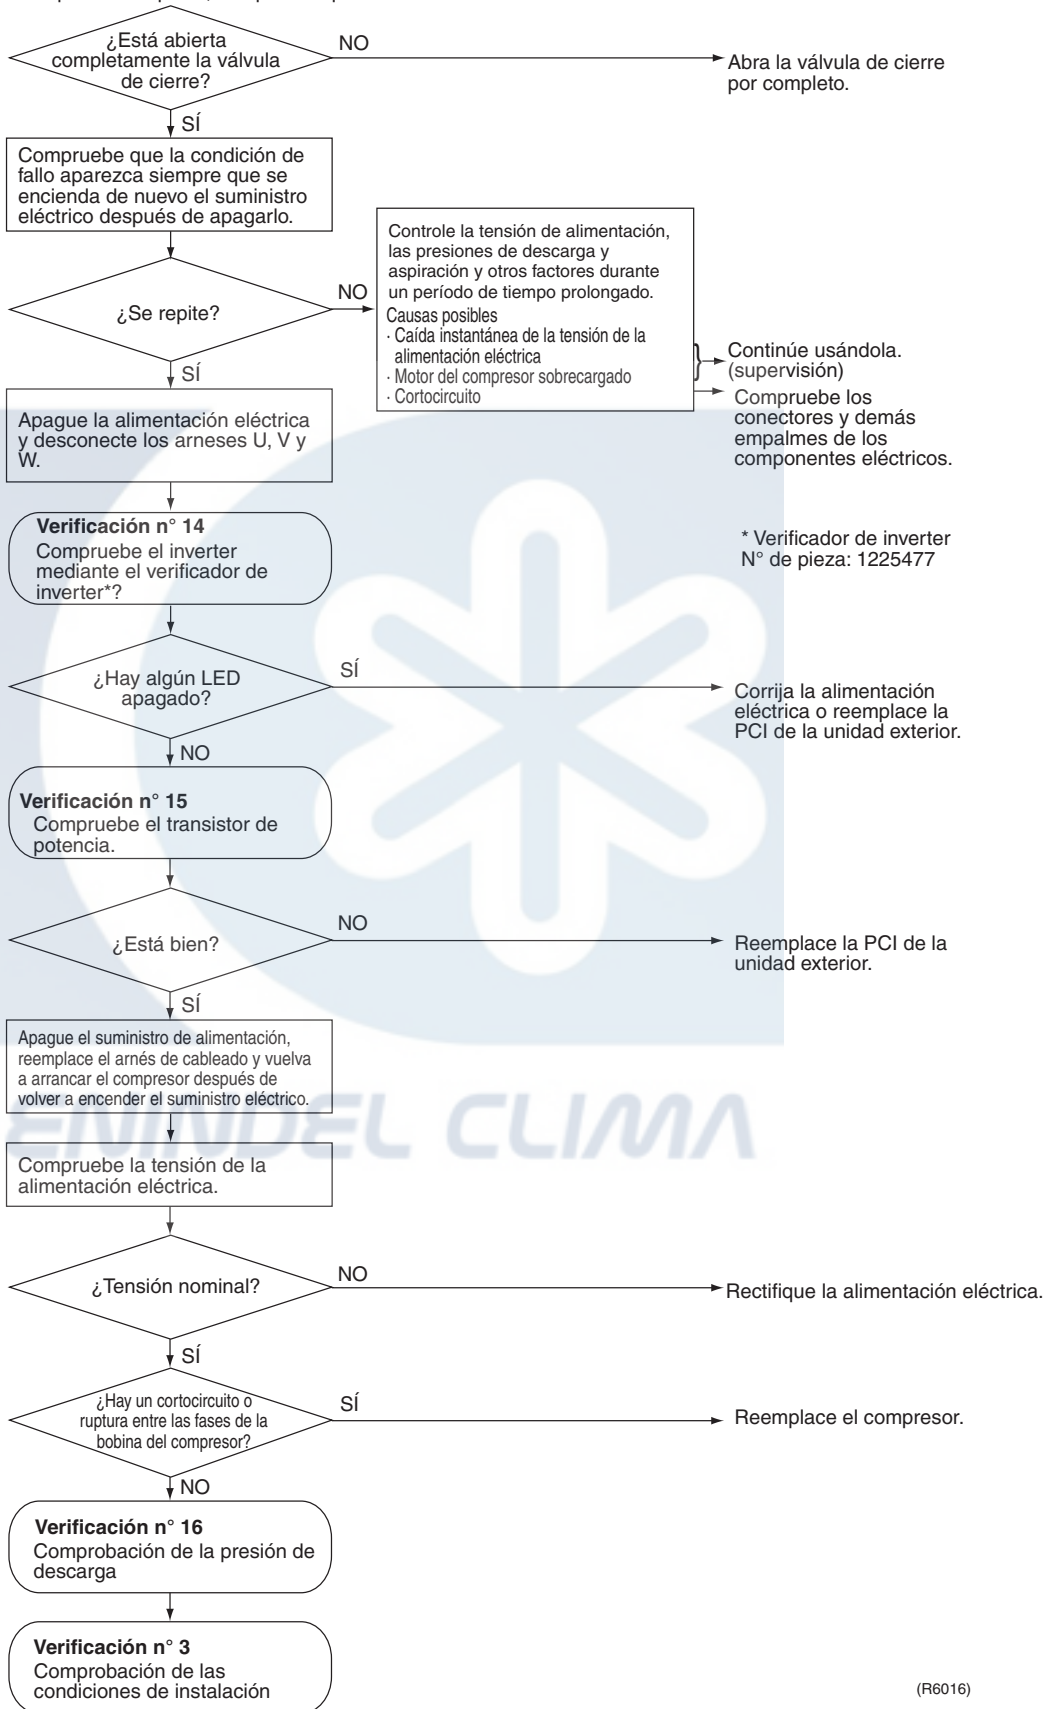 ¿Está abierta
completamente la válvula
de cierre?
NO
Abra la válvula de cierre
por completo.
SÍ
Compruebe que la condición de
fallo aparezca siempre que se
encienda de nuevo el suministro
eléctrico después de apagarlo.
¿Se repite?
NO
Controle la tensión de alimentación,
las presiones de descarga y
aspiración y otros factores durante
un período de tiempo prolongado.
Causas posibles
· Caída instantánea de la tensión de la
alimentación eléctrica
· Motor del compresor sobrecargado
· Cortocircuito
Continúe usándola.
(supervisión)
Compruebe los
conectores y demás
empalmes de los
componentes eléctricos.
SÍ
Apague la alimentación eléctrica
y desconecte los arneses U, V y
W.
Verificación n° 14
Compruebe el inverter
mediante el verificador de
inverter*?
* Verificador de inverter
N° de pieza: 1225477
¿Hay algún LED
apagado?
SÍ
Corrija la alimentación
eléctrica o reemplace la
PCI de la unidad exterior.
NO
Verificación n° 15
Compruebe el transistor de
potencia.
¿Está bien?
NO
Reemplace la PCI de la
unidad exterior.
SÍ
Apague el suministro de alimentación,
reemplace el arnés de cableado y vuelva
a arrancar el compresor después de
volver a encender el suministro eléctrico.
ENINDEL CLIMA
Compruebe la tensión de la
alimentación eléctrica.
¿Tensión nominal?
NO
Rectifique la alimentación eléctrica.
SÍ
¿Hay un cortocircuito o
ruptura entre las fases de la
bobina del compresor?
SÍ
Reemplace el compresor.
NO
Verificación n° 16
Comprobación de la presión de
descarga
Verificación n° 3
Comprobación de las
condiciones de instalación
(R6016)